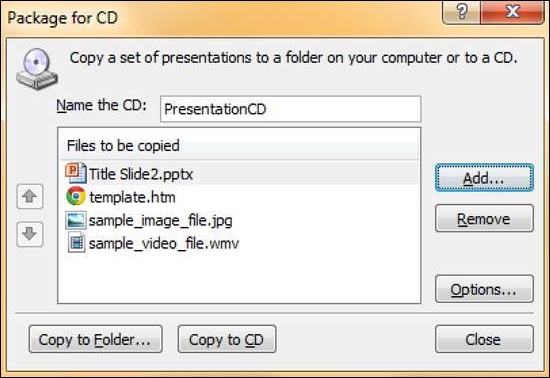 Package for CD
Copy a set of presentations to a folder on your computer or to a CD.
Name the CD: PresentationCD
Files to be copied
Title Slide2.pptx
template.htm
sample_image_file.jpg
sample_video_file.wmv
Add...
Remove
Options...
Copy to Folder... Copy to CD Close